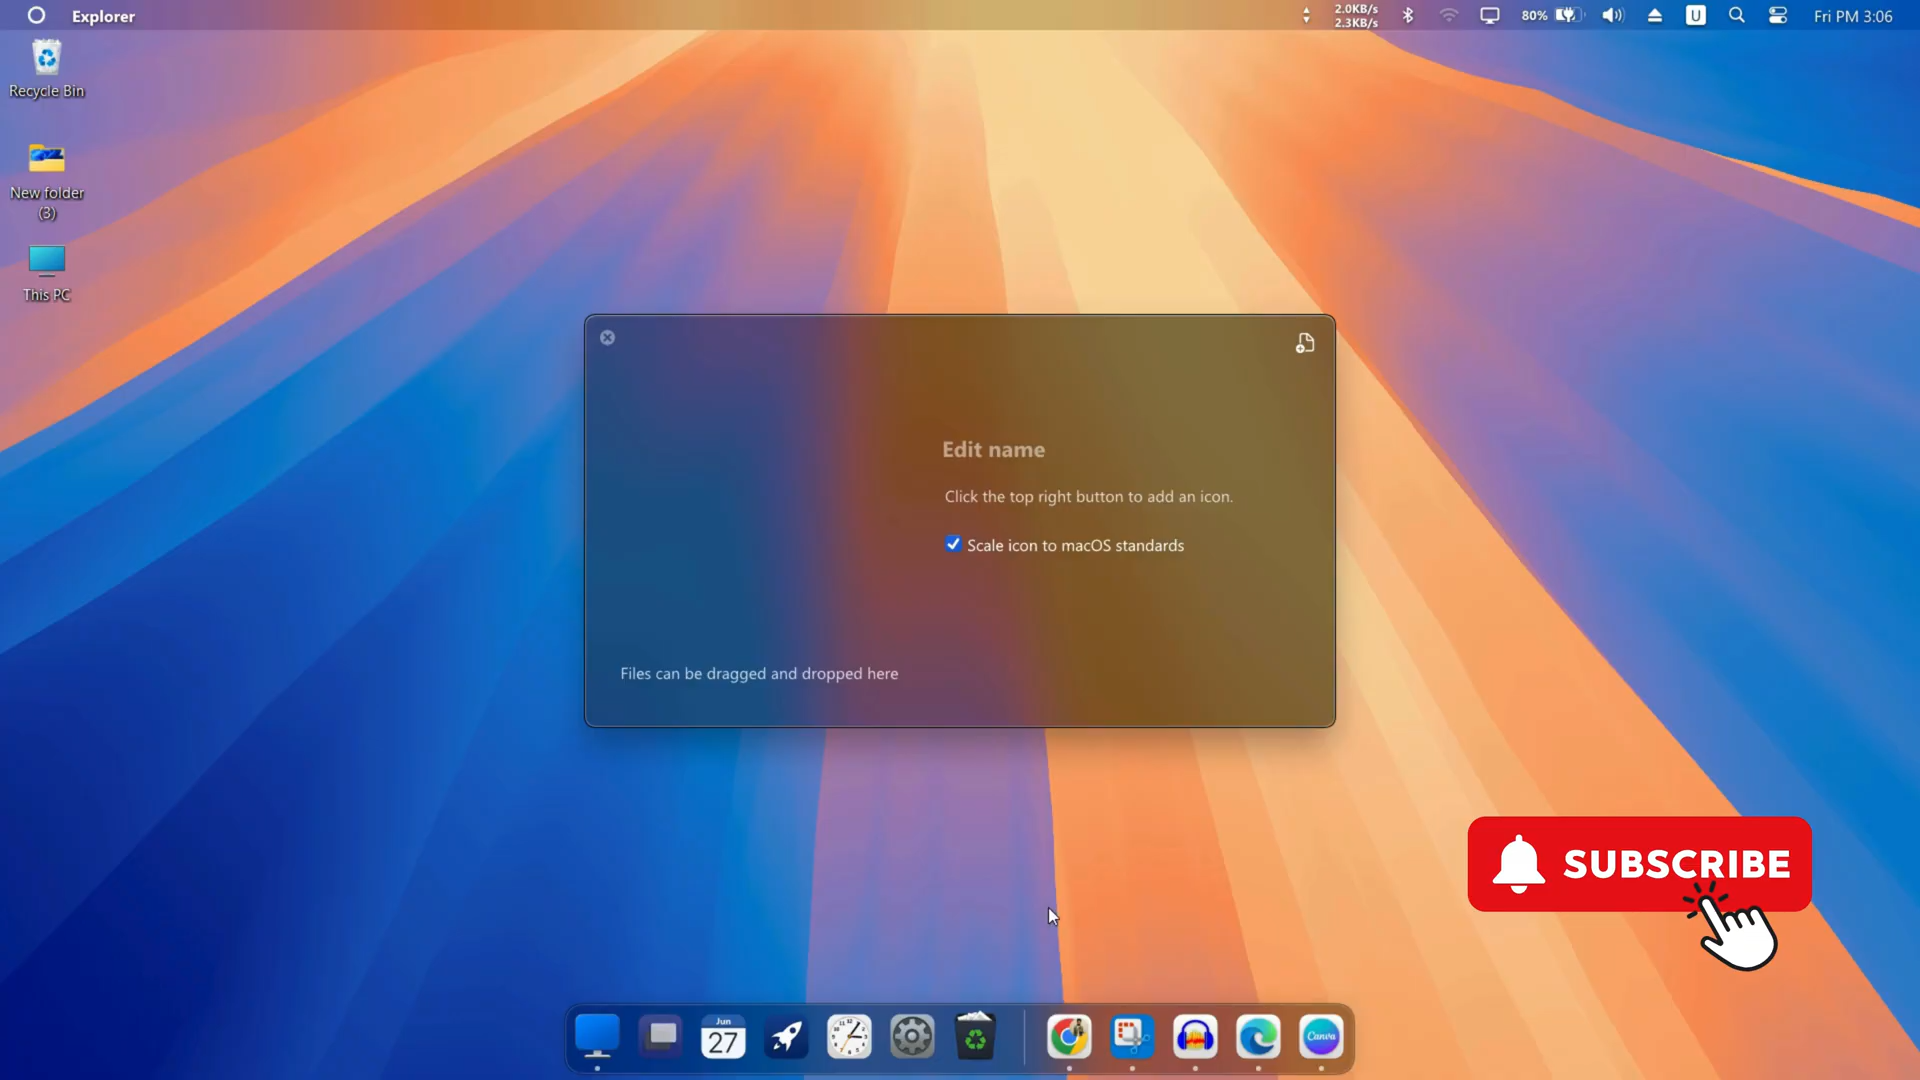 Explorer
2.0KB/s
2.3KB/s
80%
U
Fri PM 3:06
Recycle Bin
New folder
(3)
This PC
Edit name
Click the top right button to add an icon.
Scale icon to macOS standards
Files can be dragged and dropped here
SUBSCRIBE
Jun
27
Canva